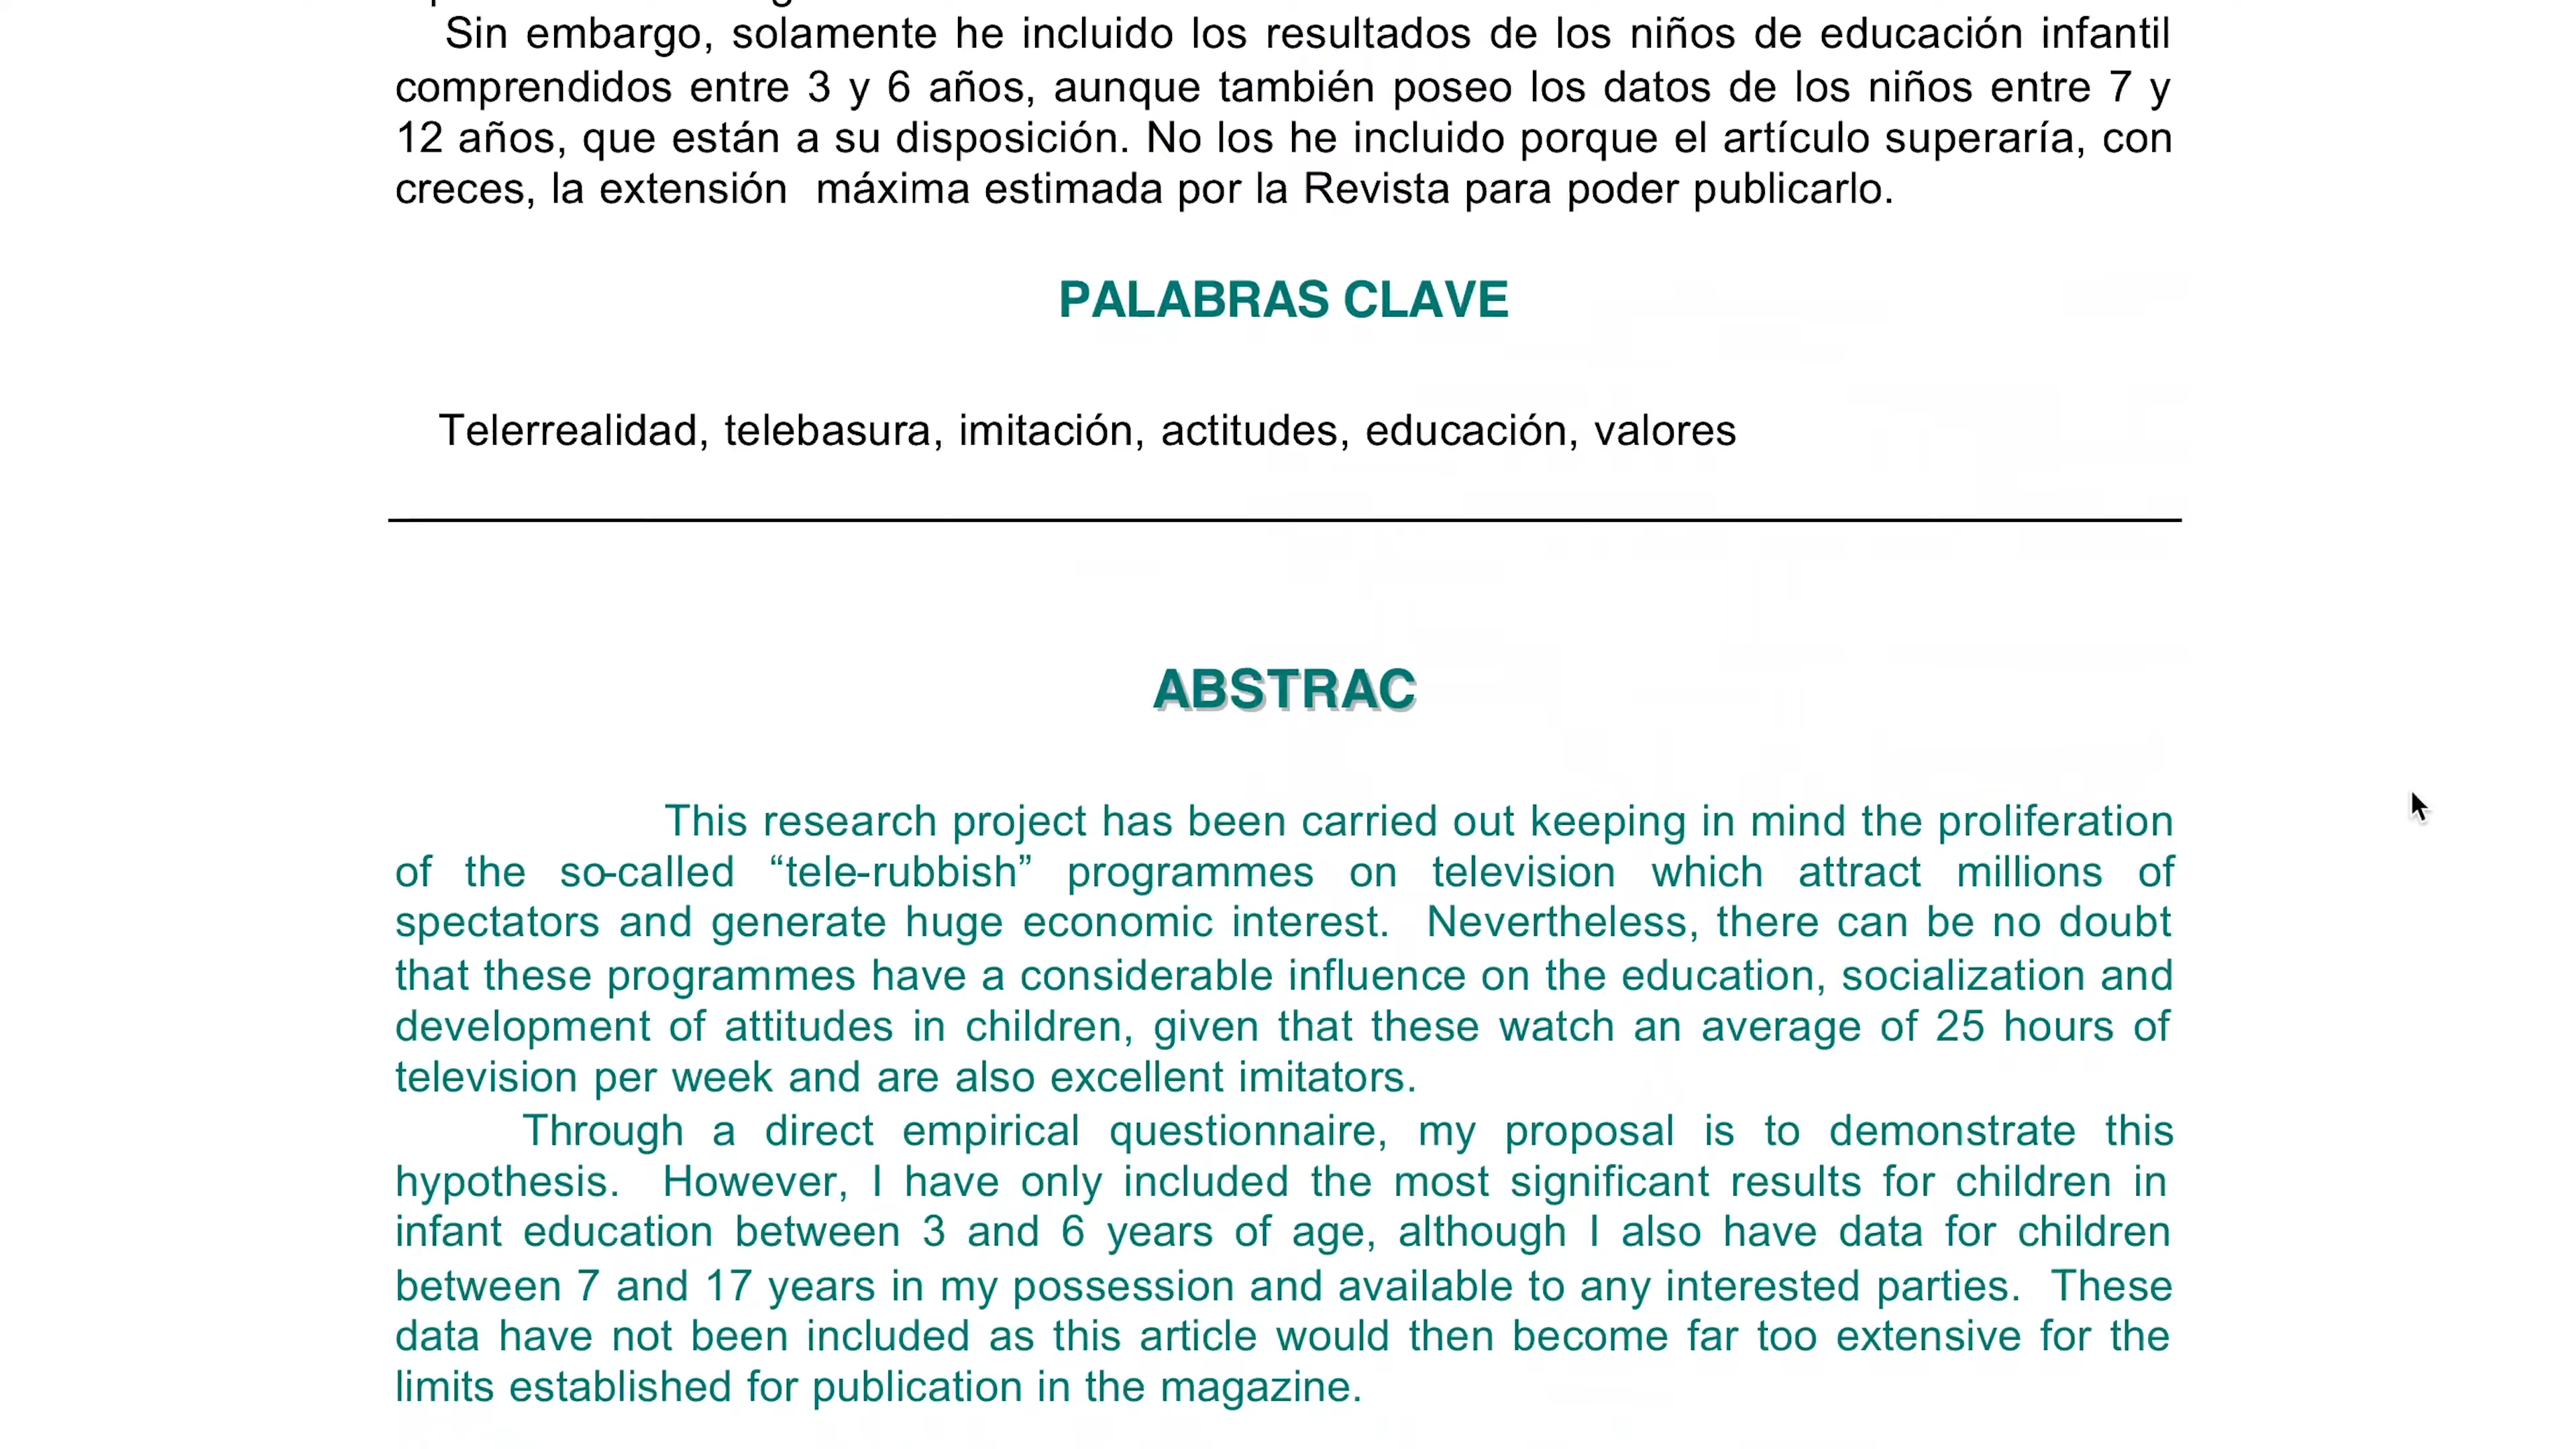 Sin embargo, solamente he incluido los resultados de los niños de educación infantil
comprendidos entre 3 y 6 años, aunque también poseo los datos de los niños entre 7 y
12 años, que están a su disposición. No los he incluido porque el artículo superaría, con
creces, la extensión máxima estimada por la Revista para poder publicarlo.
PALABRAS CLAVE
Telerrealidad, telebasura, imitación, actitudes, educación, valores
ABSTRAC
This research project has been carried out keeping in mind the proliferation
of the so-called “tele-rubbish” programmes on television which attract millions of
spectators and generate huge economic interest. Nevertheless, there can be no doubt
that these programmes have a considerable influence on the education, socialization and
development of attitudes in children, given that these watch an average of 25 hours of
television per week and are also excellent imitators.
Through a direct empirical questionnaire, my proposal is to demonstrate this
hypothesis. However, I have only included the most significant results for children in
infant education between 3 and 6 years of age, although I also have data for children
between 7 and 17 years in my possession and available to any interested parties. These
data have not been included as this article would then become far too extensive for the
limits established for publication in the magazine.